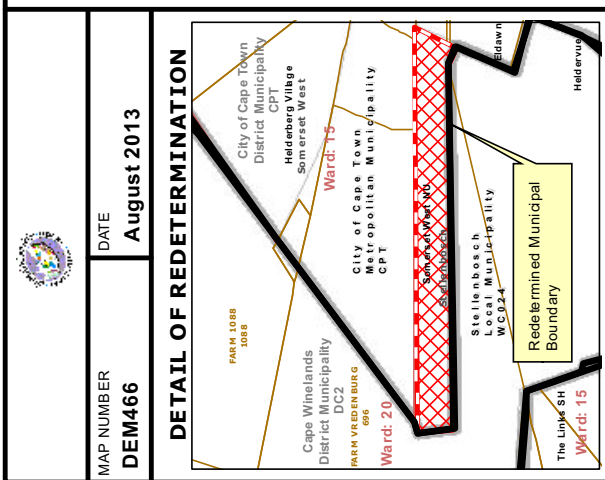 MAP NUMBER
DEM466
DATE
August 2013
DETAIL OF REDETERMINATION
FARM 1088
1088
City of Cape Town
District Municipality
CPT
Helderberg Village
Somerset West
Ward: 15
City of Cape Town
Metropolitan Municipality
CPT
Cape Winelands
District Municipality
DC2
FARM VREDENBURG
696
Ward: 20
Somerset West NU
Stellenbosch
Stellenbosch
Local Municipality
WC024
Eldawn
Heldervue
Redetermined Municipal
Boundary
The Links SH
Ward: 15